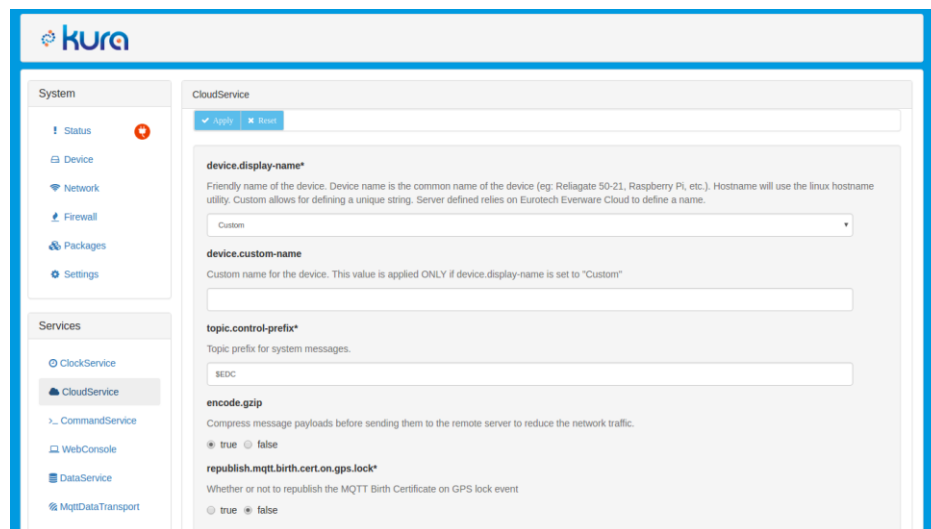 kura
System
Status
Device
Network
Firewall
Packages
Settings
Services
ClockService
CloudService
CommandService
WebConsole
DataService
MqttDataTransport
CloudService
Apply
Reset
device.display-name*
Friendly name of the device. Device name is the common name of the device (eg: Reliagate 50-21, Raspberry Pi, etc.). Hostname will use the linux hostname
utility. Custom allows for defining a unique string. Server defined relies on Eurotech Everware Cloud to define a name.
Custom
device.custom-name
Custom name for the device. This value is applied ONLY if device.display-name is set to "Custom"
topic.control-prefix*
Topic prefix for system messages.
$EDC
encode.gzip
Compress message payloads before sending them to the remote server to reduce the network traffic.
true false
republish.mqtt.birth.cert.on.gps.lock*
Whether or not to republish the MQTT Birth Certificate on GPS lock event
true false